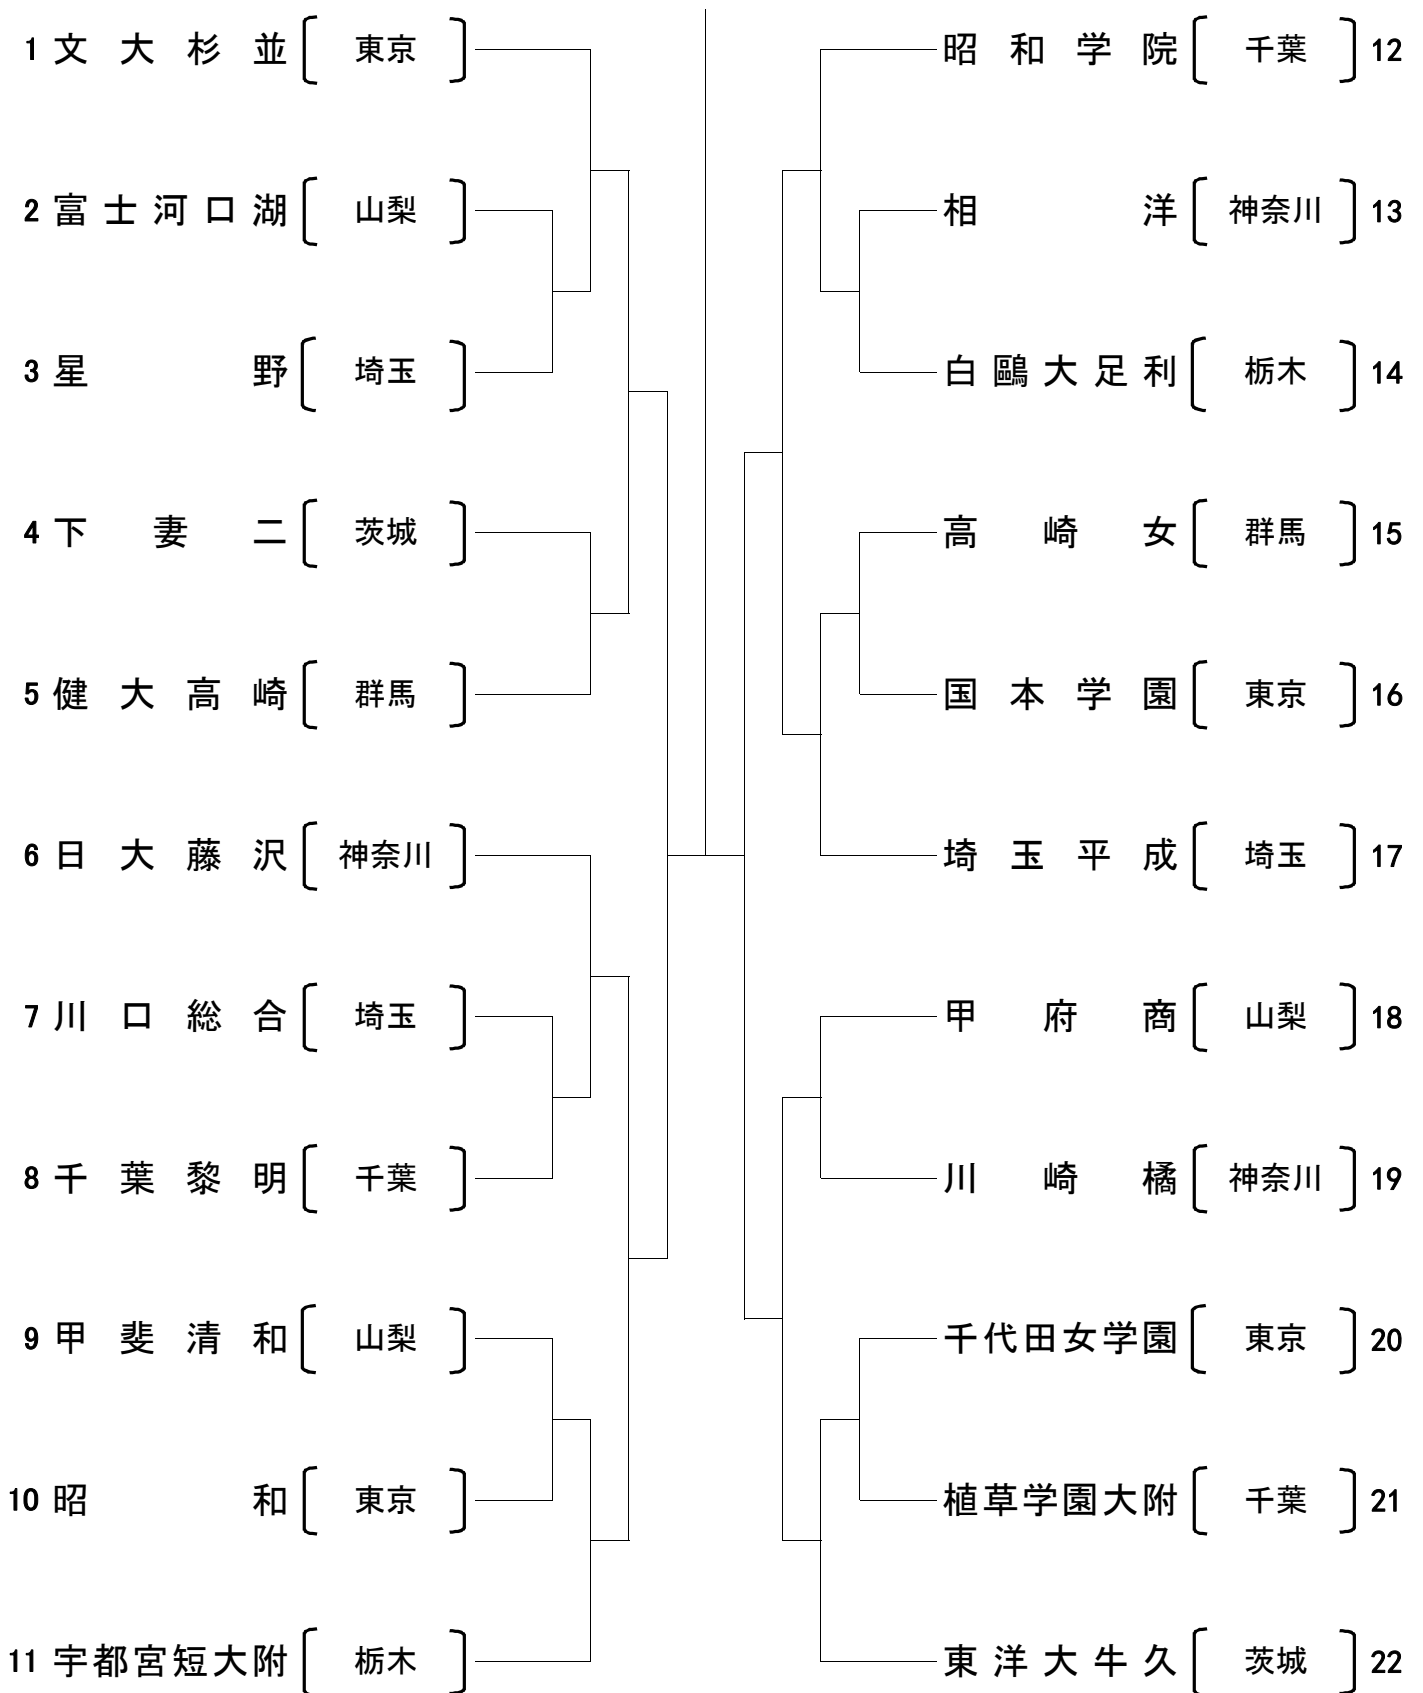 1 文大杉並 [ 東京 ]
2 富士河口湖 [ 山梨 ]
3 星野 [ 埼玉 ]
4 下妻二 [ 茨城 ]
5 健大高崎 [ 群馬 ]
6 日大藤沢 [ 神奈川 ]
7 川口総合 [ 埼玉 ]
8 千葉黎明 [ 千葉 ]
9 甲斐清和 [ 山梨 ]
10 昭和 [ 東京 ]
11 宇都宮短大附 [ 栃木 ]
昭和学院 [ 千葉 ] 12
相洋 [ 神奈川 ] 13
白鷗大足利 [ 栃木 ] 14
高崎女 [ 群馬 ] 15
国本学園 [ 東京 ] 16
埼玉平成 [ 埼玉 ] 17
甲府商 [ 山梨 ] 18
川崎橘 [ 神奈川 ] 19
千代田女学園 [ 東京 ] 20
植草学園大附 [ 千葉 ] 21
東洋大牛久 [ 茨城 ] 22